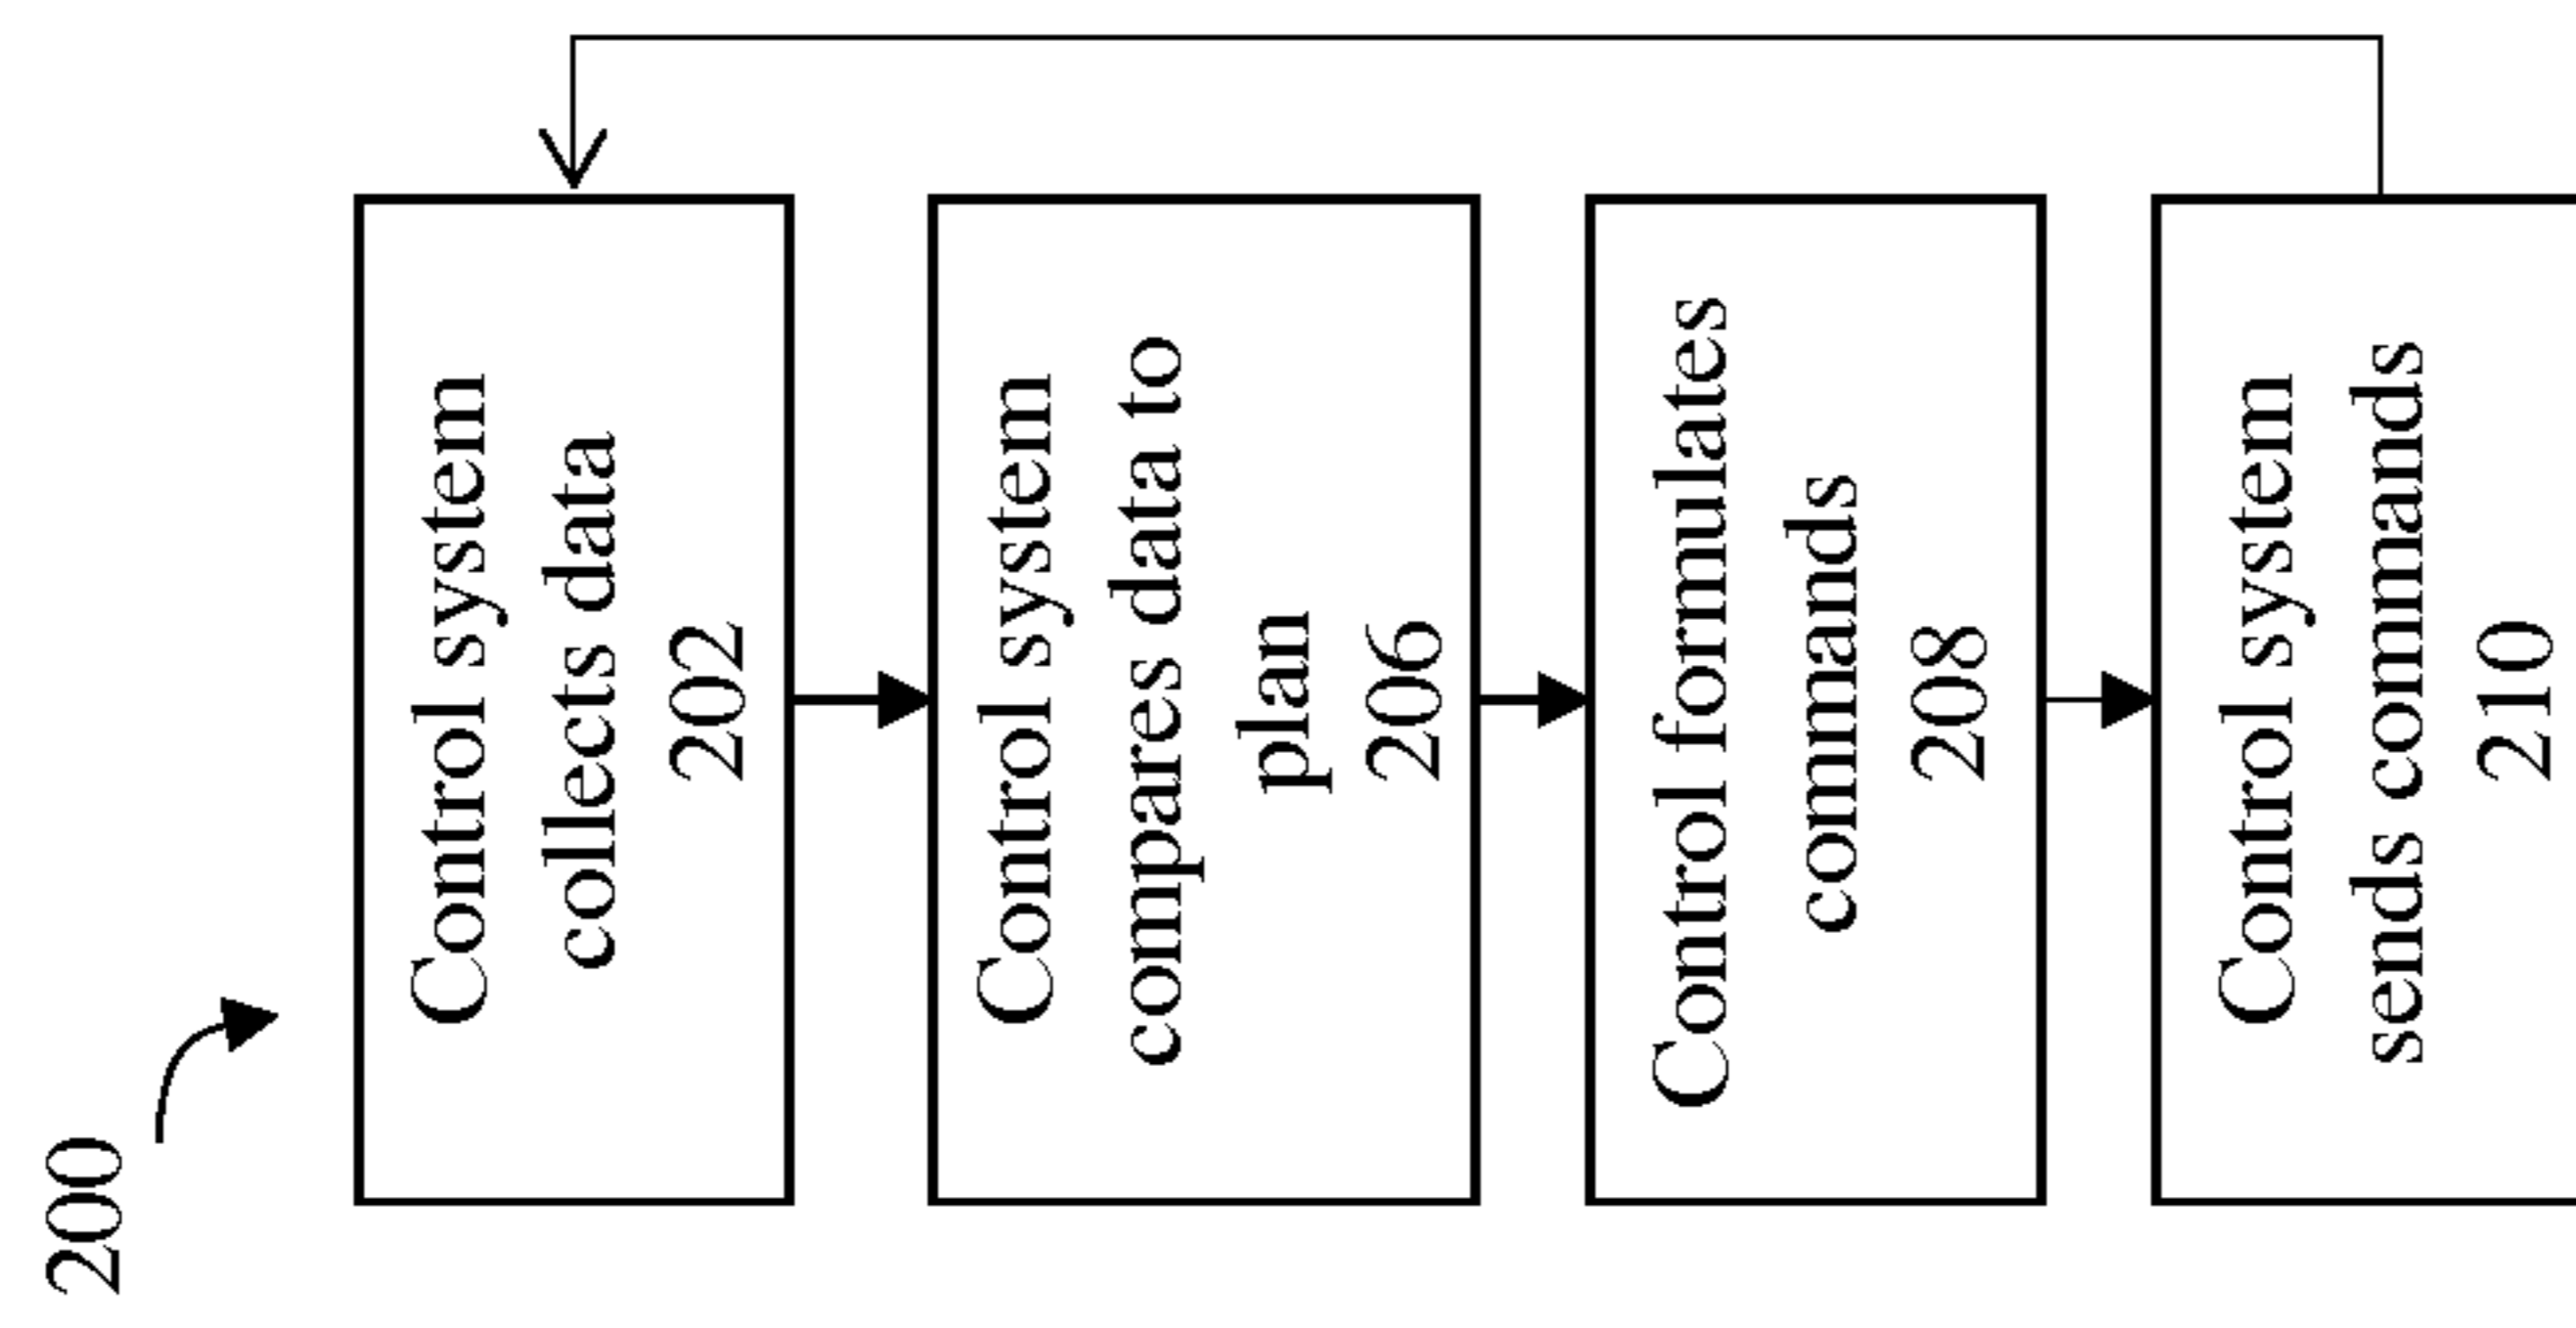 200
Control system
collects data
202
Control system
compares data to
plan
206
Control formulates
commands
208
Control system
sends commands
210